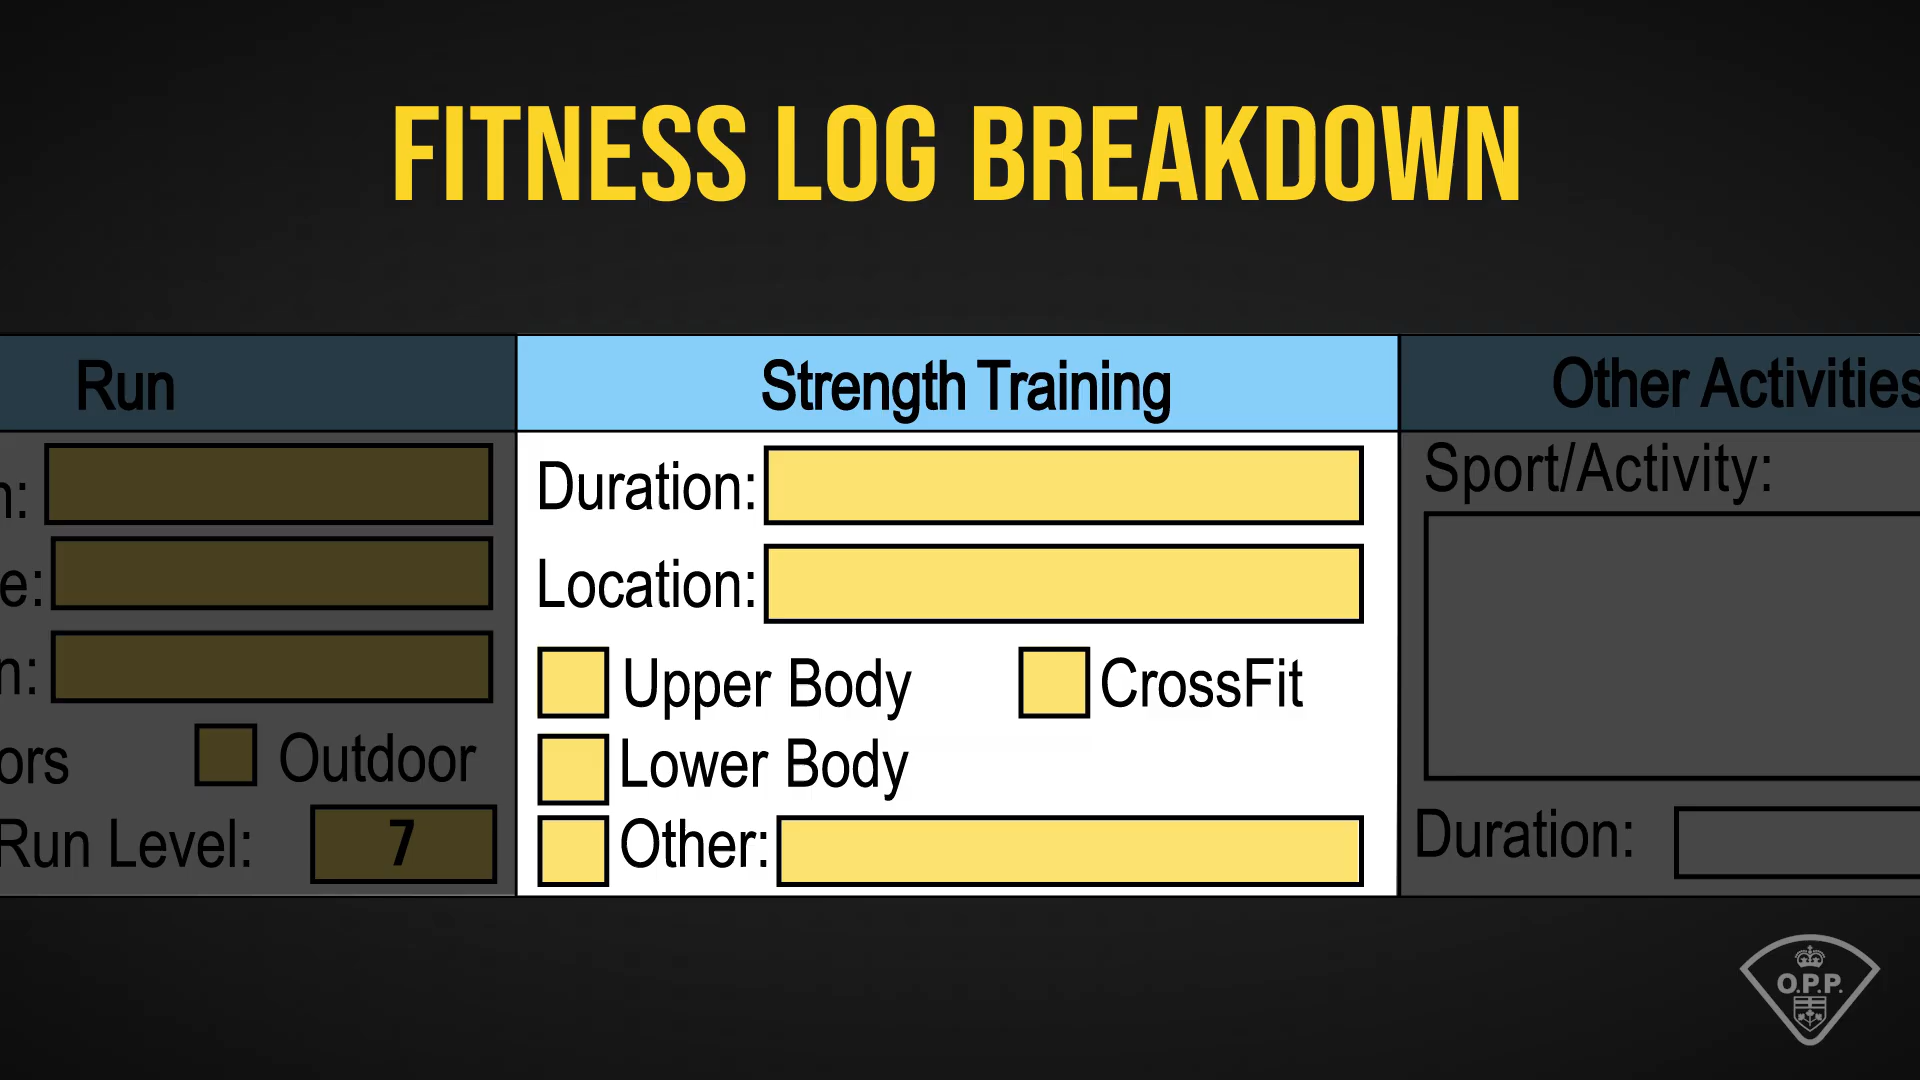 FITNESS LOG BREAKDOWN
Run
n:
e:
n:
ors Outdoor
Run Level: 7
Strength Training
Duration:
Location:
Upper Body CrossFit
Lower Body
Other:
Other Activities
Sport/Activity:
Duration:
O.P.P.